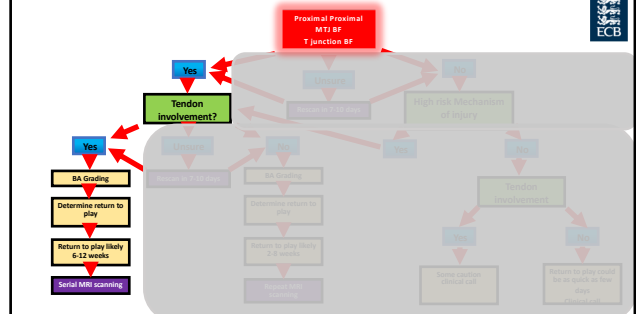 Proximal Proximal
MTJ BF
T junction BF
ECB
Yes
Unsure
No
Rescan in 7-10 days
Tendon
involvement?
High risk Mechanism
of Injury
Yes
Unsure
No
Yes
No
BA Grading
Rescan in 7-10 days
BA Grading
Tendon
involvement
Determine return to
play
Determine return to
play
Yes
No
Return to play likely
6-12 weeks
Return to play likely
2-8 weeks
Some caution
clinical call
Return to play could
be as quick as few
days
Clinical call
Serial MRI scanning
Repeat MRI
scanning